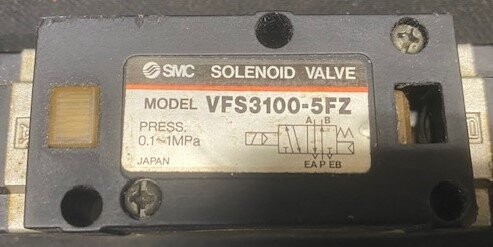 SMC SOLENOID VALVE
MODEL VFS3100-5FZ
PRESS.
0.1~1MPa
JAPAN
A B
EA P EB